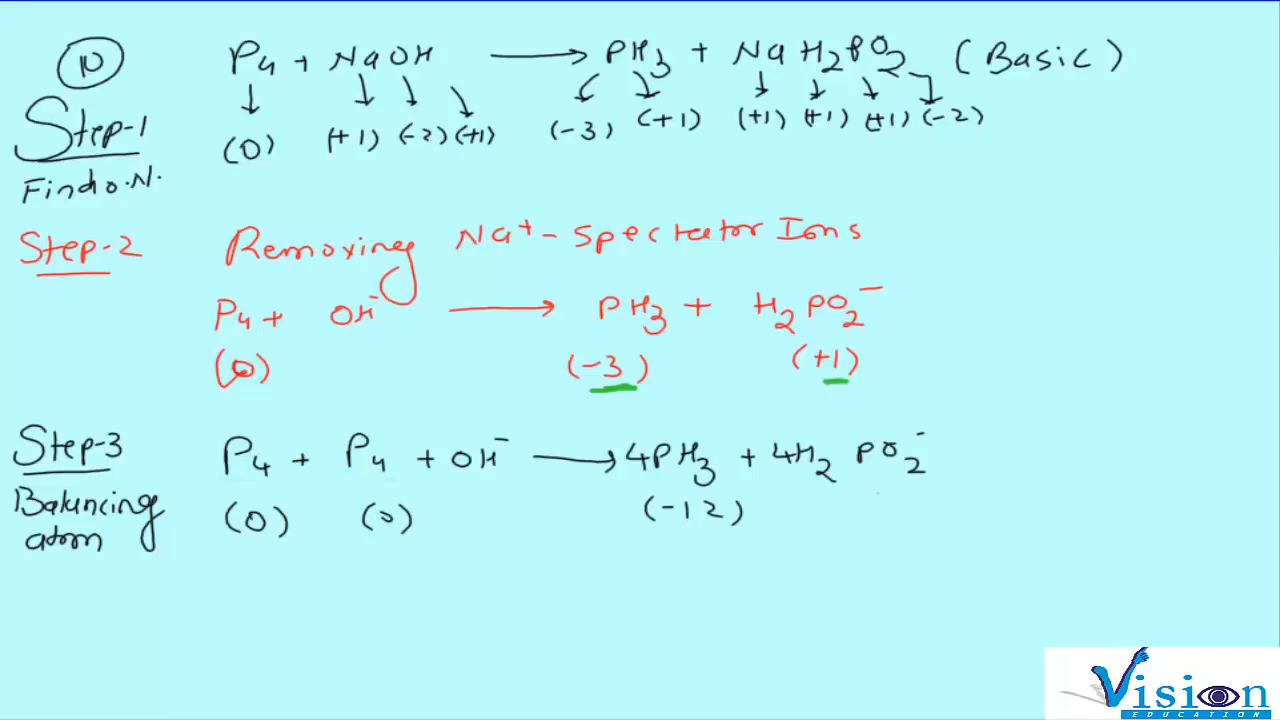 10 P4 + NaOH → PH3 + NaH2PO2 (Basic)
Step-1 (0) (+1) (-2) (+1) (-3) (+1) (+1) (+1) (+1) (-2)
Find O.N.
Step-2 Removing Na+ - Spectator Ions
P4 + OH- → PH3 + H2PO2-
(0) (-3) (+1)
Step-3 P4 + P4 + OH- → 4PH3 + 4H2PO2-
Balancing (0) (0) (-12)
atom
Vision
EDUCATION